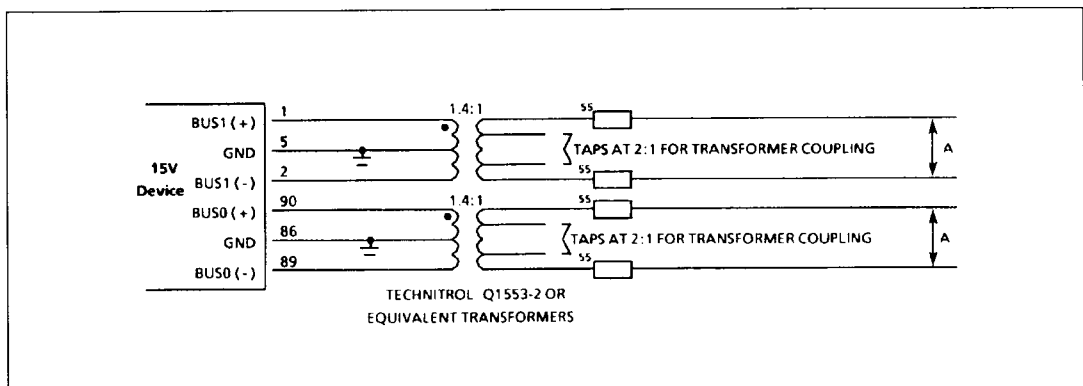 15V
Device
BUS1 (+)
1
GND
5
BUS1 (-)
2
BUS0 (+)
90
GND
86
BUS0 (-)
89
1.4:1
55
TAPS AT 2:1 FOR TRANSFORMER COUPLING
55
A
1.4:1
55
TAPS AT 2:1 FOR TRANSFORMER COUPLING
55
A
TECHNITROL Q1553-2 OR
EQUIVALENT TRANSFORMERS